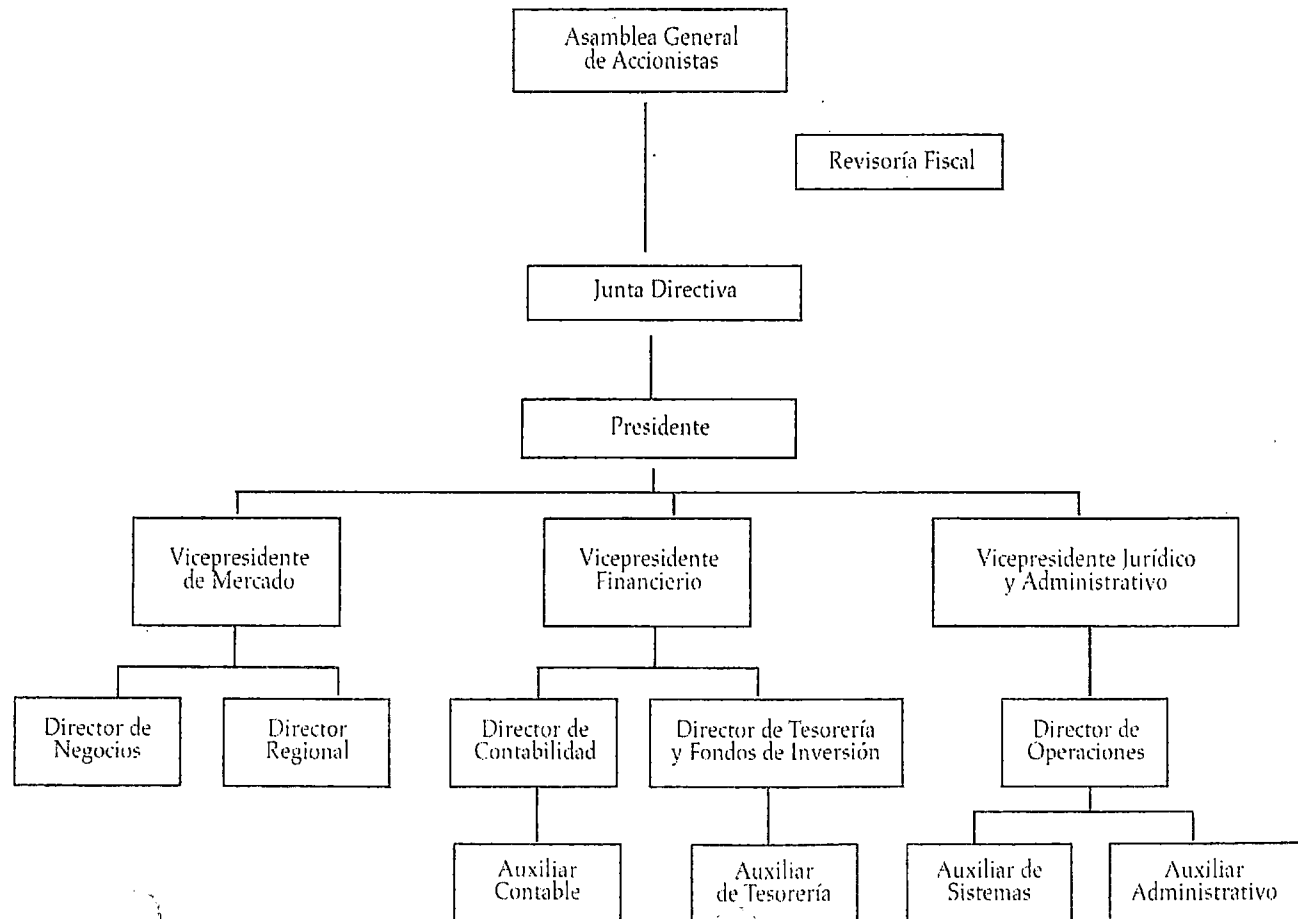 Asamblea General
de Accionistas
Revisoría Fiscal
Junta Directiva
Presidente
Vicepresidente
de Mercado
Vicepresidente
Financierio
Vicepresidente Jurídico
y Administrativo
Director de
Negocios
Director
Regional
Director de
Contabilidad
Director de Tesorería
y Fondos de Inversión
Director de
Operaciones
Auxiliar
Contable
Auxiliar
de Tesorería
Auxiliar de
Sistemas
Auxiliar
Administrativo